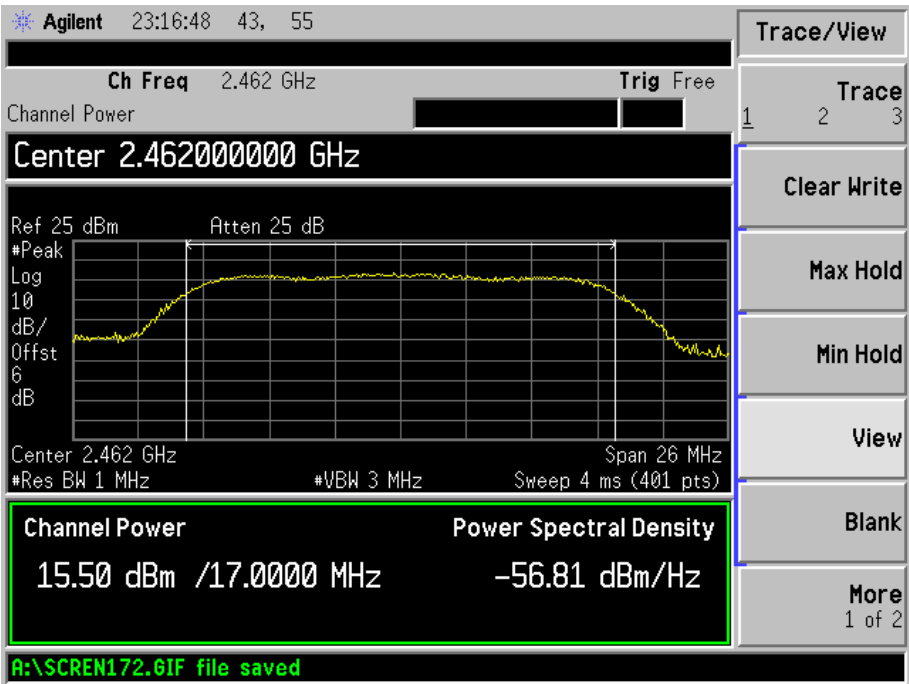 Agilent 23:16:48 43, 55
Ch Freq 2.462 GHz Trig Free
Channel Power
Center 2.462000000 GHz
Ref 25 dBm Atten 25 dB
#Peak
Log
10
dB/
Offst
6
dB
Center 2.462 GHz Span 26 MHz
#Res BW 1 MHz #VBW 3 MHz Sweep 4 ms (401 pts)
Channel Power Power Spectral Density
15.50 dBm /17.0000 MHz -56.81 dBm/Hz
A:\SCREN172.GIF file saved
Trace/View
Trace
1 2 3
Clear Write
Max Hold
Min Hold
View
Blank
More
1 of 2